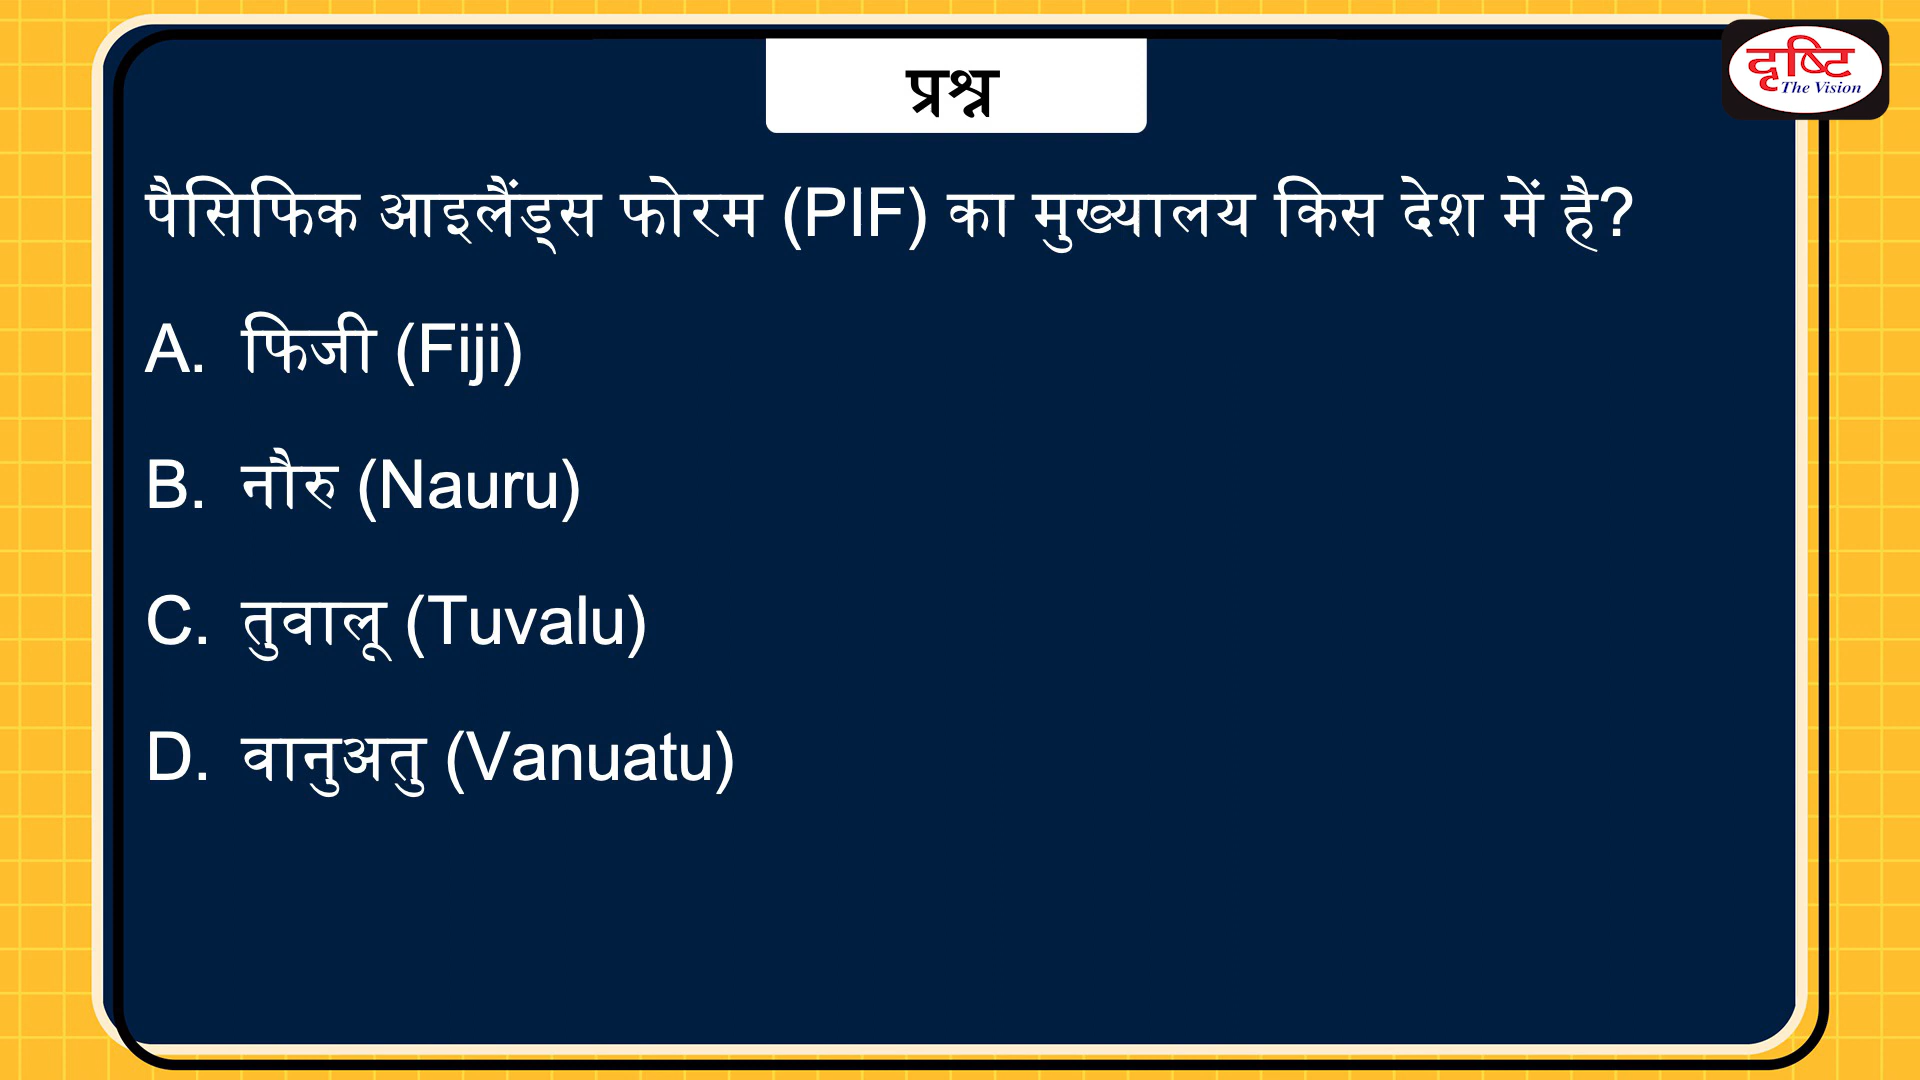 प्रश्न
दृष्टि
The Vision
पैसिफिक आइलैंड्स फोरम (PIF) का मुख्यालय किस देश में है?
A. फिजी (Fiji)
B. नौरु (Nauru)
C. तुवालू (Tuvalu)
D. वानुअतु (Vanuatu)